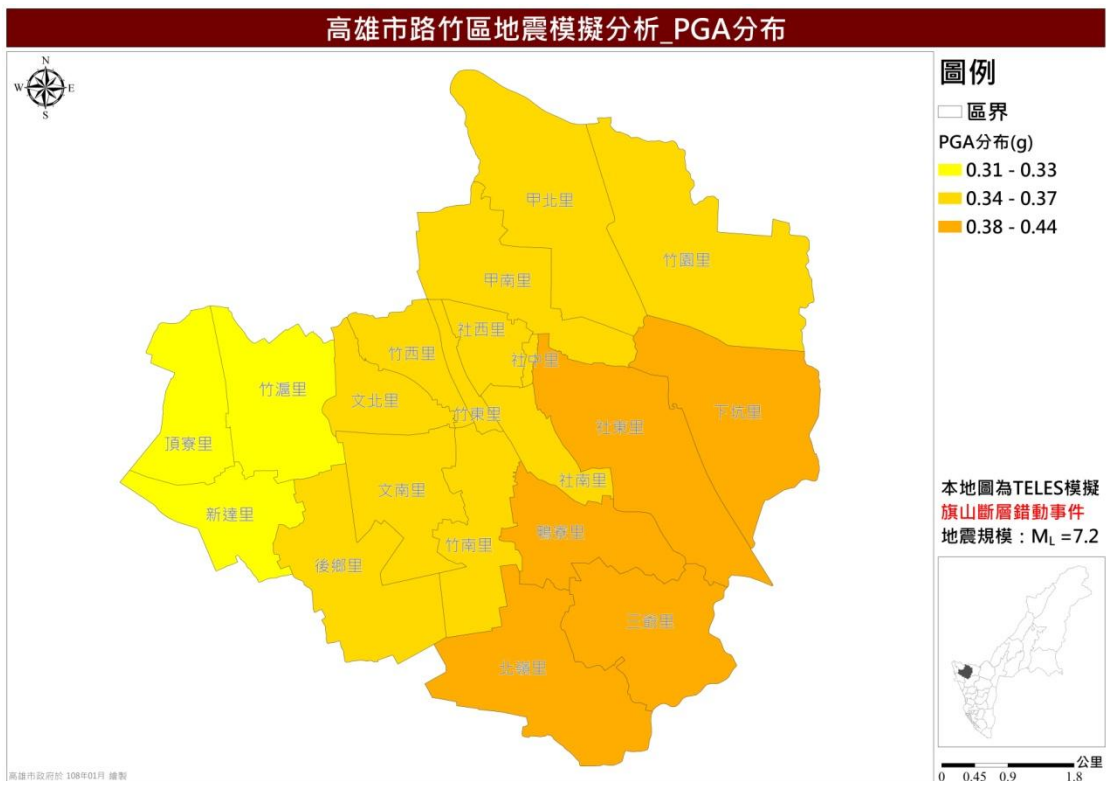 高雄市路竹區地震模擬分析_PGA分布
N
W
E
S
圖例
區界
PGA分布(g)
0.31 - 0.33
0.34 - 0.37
0.38 - 0.44
甲北里
竹園里
甲南里
社西里
竹西里
社中里
竹滬里
文北里
竹東里
下坑里
社東里
頂寮里
社南里
文南里
新達里
鴨寮里
竹南里
後鄉里
三爺里
北嶺里
本地圖為TELES模擬
旗山斷層錯動事件
地震規模：ML =7.2
公里
0 0.45 0.9 1.8
高雄市政府於 108年01月 繪製